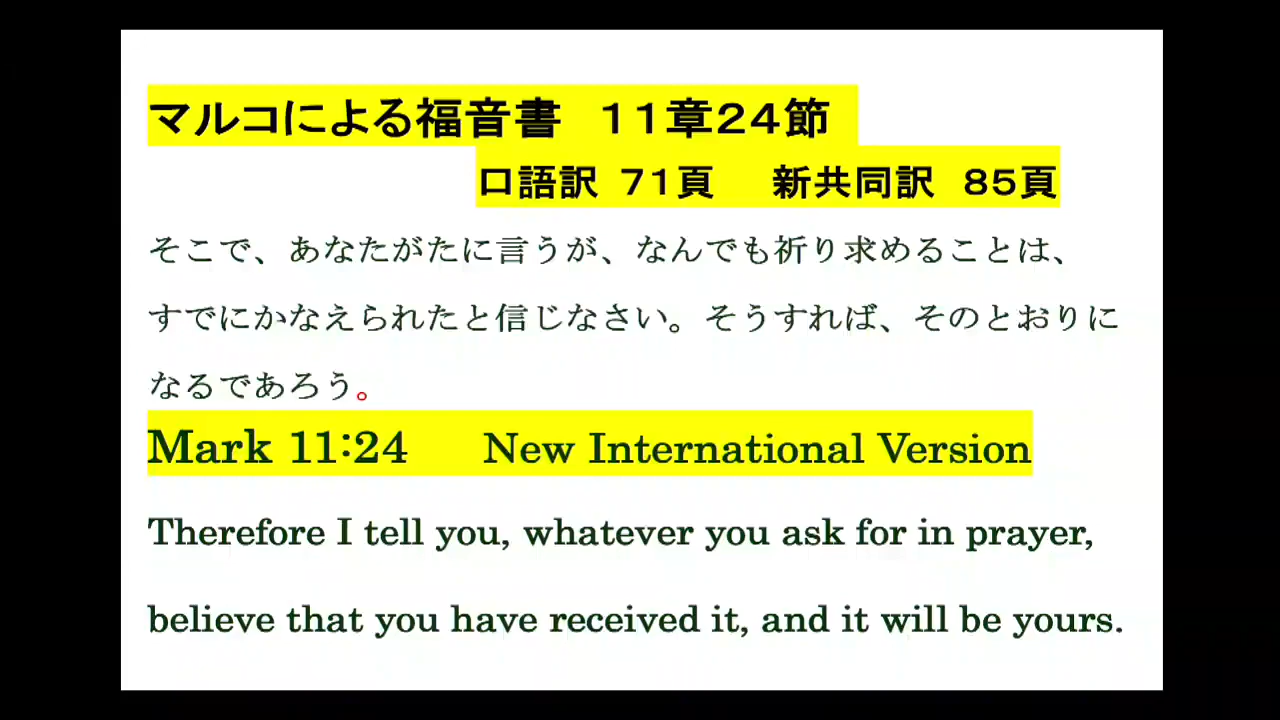 マルコによる福音書　１１章２４節
口語訳 ７１頁　新共同訳 ８５頁
そこで、あなたがたに言うが、なんでも祈り求めることは、
すでにかなえられたと信じなさい。そうすれば、そのとおりに
なるであろう。
Mark 11:24 New International Version
Therefore I tell you, whatever you ask for in prayer,
believe that you have received it, and it will be yours.